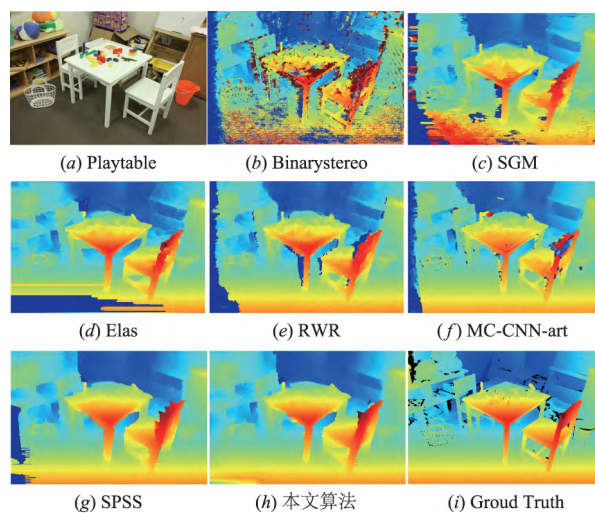 (a) Playtable
(b) Binarystereo
(c) SGM
(d) Elas
(e) RWR
(f) MC-CNN-art
(g) SPSS
(h) 本文算法
(i) Groud Truth